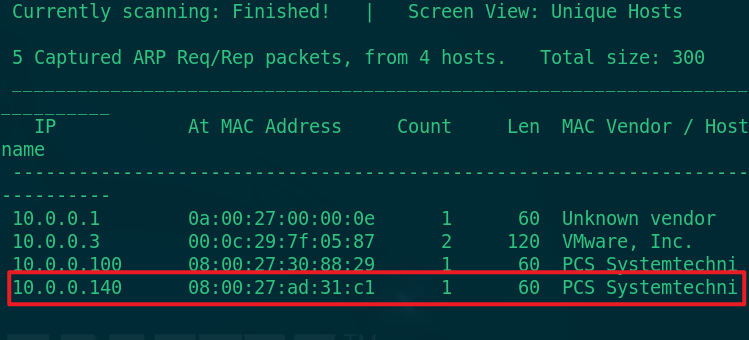 Currently scanning: Finished!   |   Screen View: Unique Hosts
5 Captured ARP Req/Rep packets, from 4 hosts.   Total size: 300
_____________________________________________________________________
__________
IP            At MAC Address     Count     Len  MAC Vendor / Host
name
-------------------------------------------------------------------
----------
10.0.0.1        0a:00:27:00:00:0e      1      60  Unknown vendor
10.0.0.3        00:0c:29:7f:05:87      2     120  VMware, Inc.
10.0.0.100      08:00:27:30:88:29      1      60  PCS Systemtechni
10.0.0.140      08:00:27:ad:31:c1      1      60  PCS Systemtechni